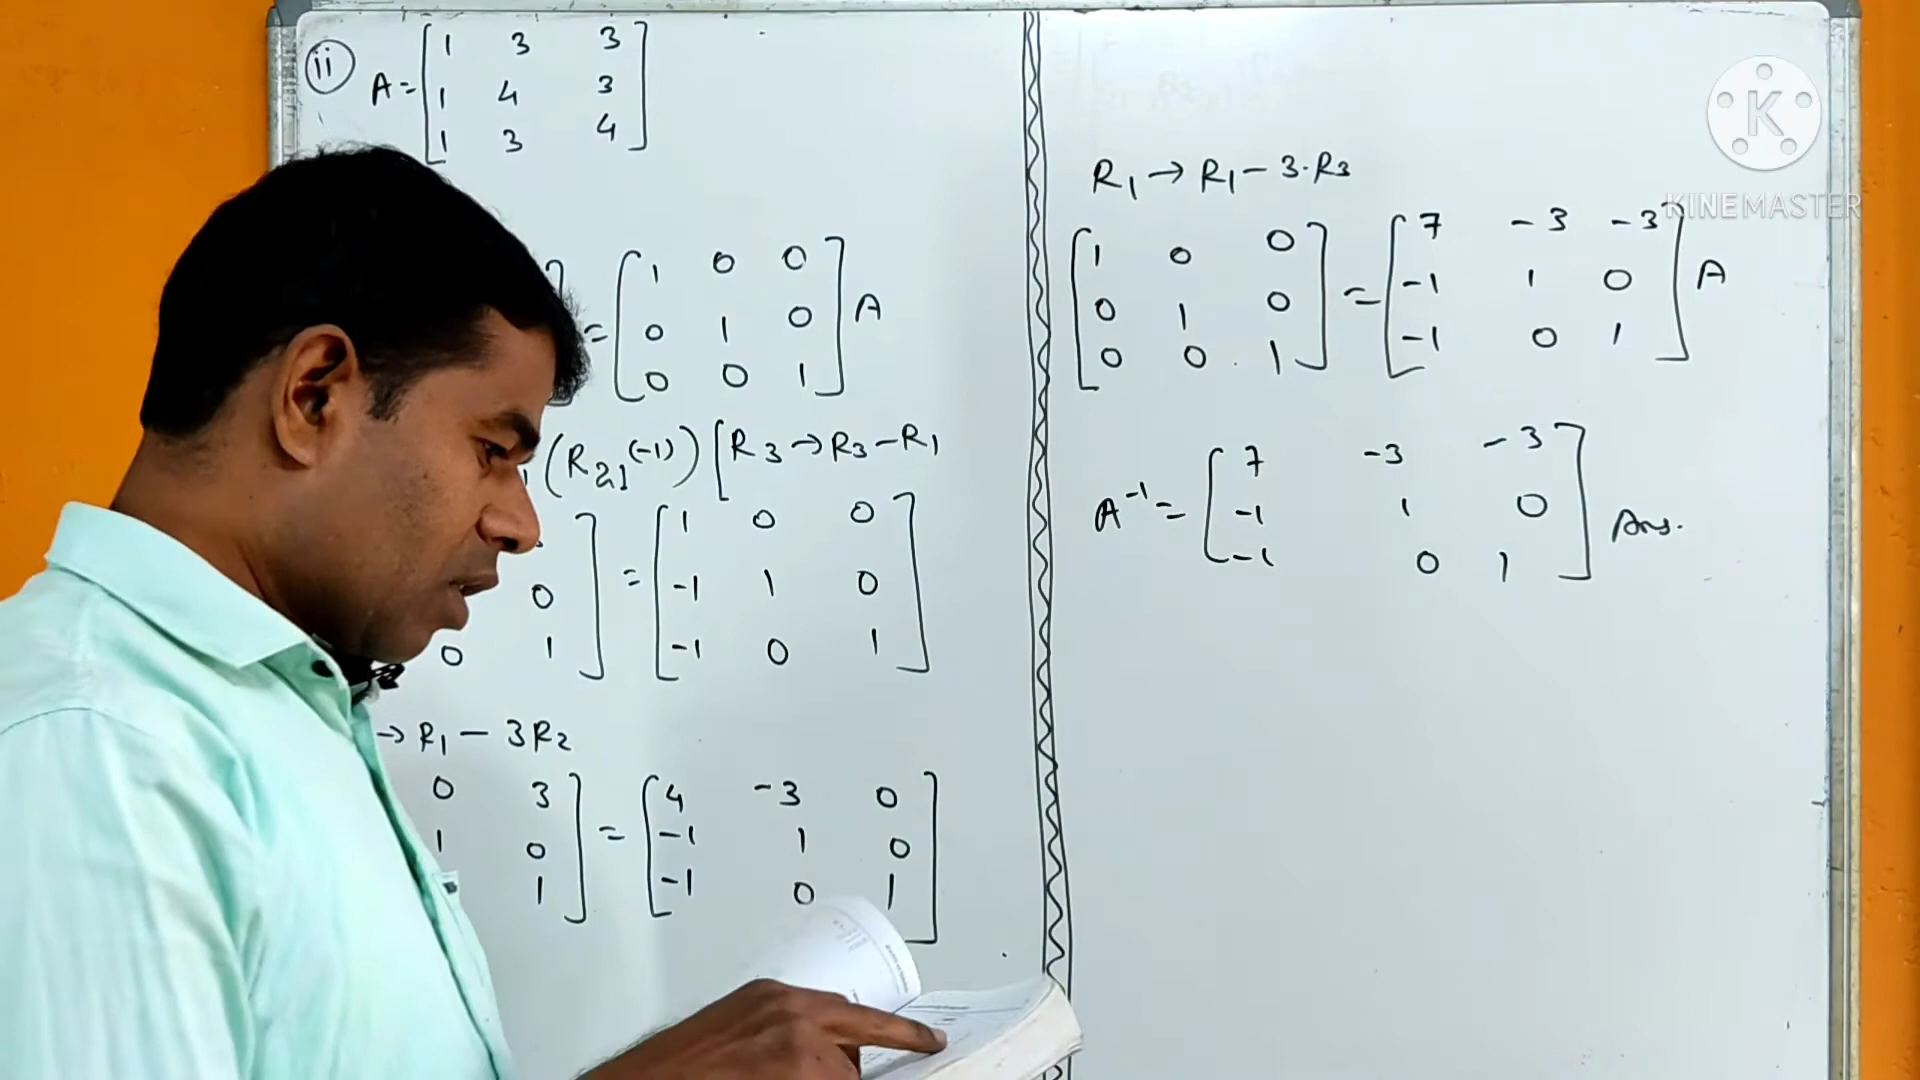 ii A = [ 1 3 3
1 4 3
1 3 4 ]
= [ 1 0 0
0 1 0
0 0 1 ] A
(R21(-1)) [ R3 → R3 - R1
0 ] = [ 1 0 0
-1 1 0
0 1 -1 0 1 ]
→ R1 - 3R2
0 3 ] = [ 4 -3 0
1 0 -1 1 0
1 -1 0 1 ]
R1 → R1 - 3·R3
[ 1 0 0 ] = [ 7 -3 -3 ] A
0 1 0 -1 1 0
0 0 1 -1 0 1
A⁻¹ = [ 7 -3 -3 ] Ans.
-1 1 0
-1 0 1
K
KINEMASTER